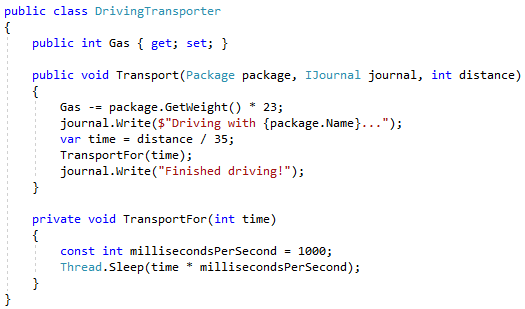 public class DrivingTransporter
{
public int Gas { get; set; }
public void Transport(Package package, IJournal journal, int distance)
{
Gas -= package.GetWeight() * 23;
journal.Write($"Driving with {package.Name}...");
var time = distance / 35;
TransportFor(time);
journal.Write("Finished driving!");
}
private void TransportFor(int time)
{
const int millisecondsPerSecond = 1000;
Thread.Sleep(time * millisecondsPerSecond);
}
}